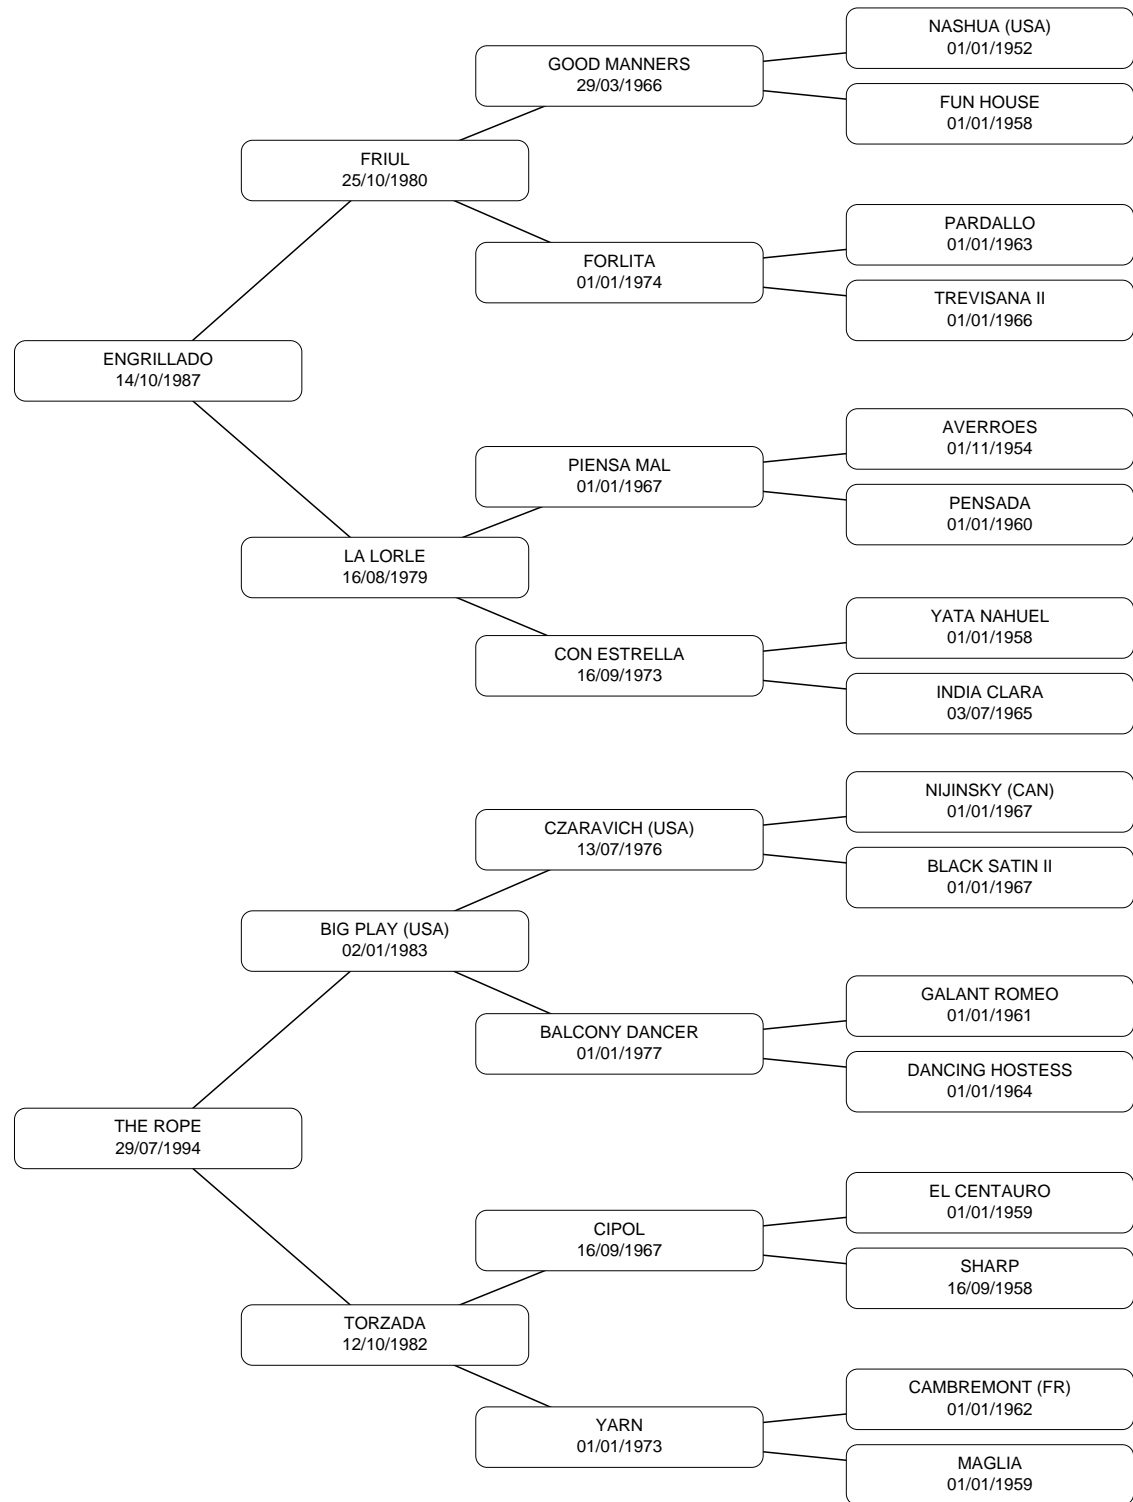 NASHUA (USA)
01/01/1952
GOOD MANNERS
29/03/1966
FUN HOUSE
01/01/1958
FRIUL
25/10/1980
PARDALLO
01/01/1963
FORLITA
01/01/1974
TREVISANA II
01/01/1966
ENGRILLADO
14/10/1987
AVERROES
01/11/1954
PIENSA MAL
01/01/1967
PENSADA
01/01/1960
LA LORLE
16/08/1979
YATA NAHUEL
01/01/1958
CON ESTRELLA
16/09/1973
INDIA CLARA
03/07/1965
NIJINSKY (CAN)
01/01/1967
CZARAVICH (USA)
13/07/1976
BLACK SATIN II
01/01/1967
BIG PLAY (USA)
02/01/1983
GALANT ROMEO
01/01/1961
BALCONY DANCER
01/01/1977
DANCING HOSTESS
01/01/1964
THE ROPE
29/07/1994
EL CENTAURO
01/01/1959
CIPOL
16/09/1967
SHARP
16/09/1958
TORZADA
12/10/1982
CAMBREMONT (FR)
01/01/1962
YARN
01/01/1973
MAGLIA
01/01/1959